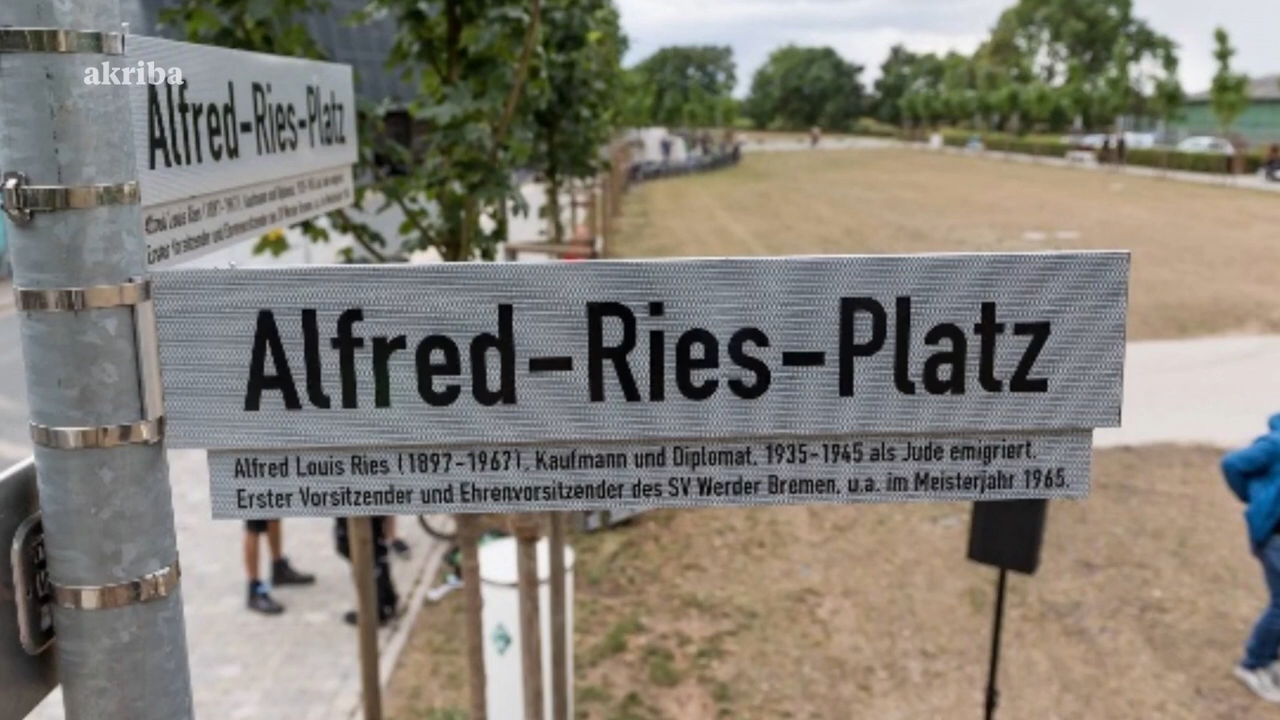 akriba
Alfred-Ries-Platz
Alfred-Ries-Platz
Alfred Louis Ries (1897-1967), Kaufmann und Diplomat, 1935-1945 als Jude emigriert.
Erster Vorsitzender und Ehrenvorsitzender des SV Werder Bremen, u.a. im Meisterjahr 1965.